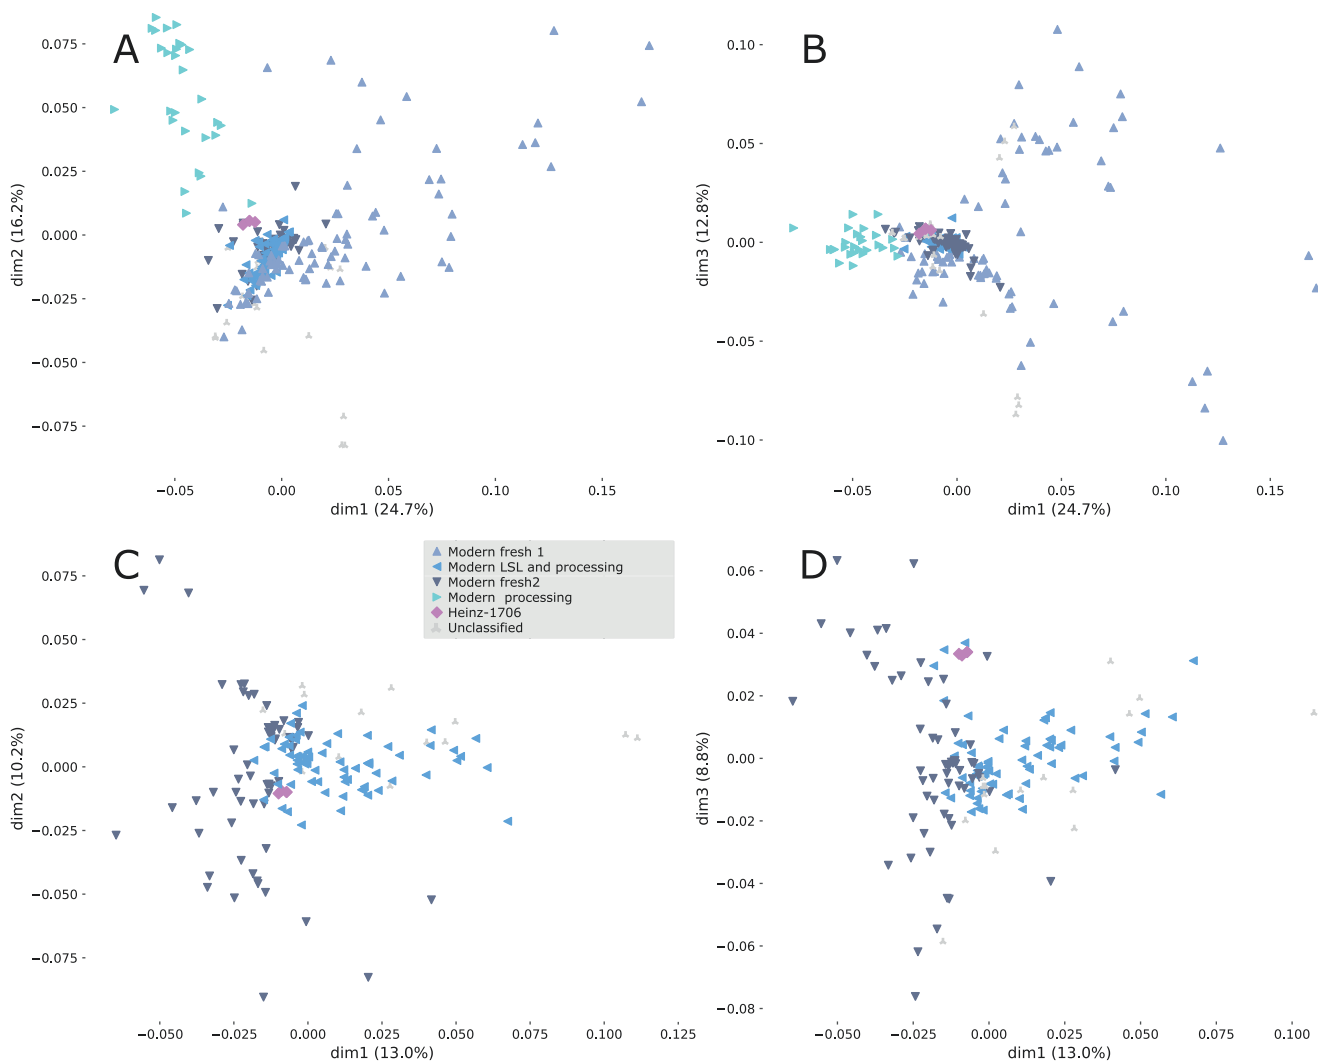 A
0.075
0.050
0.025
0.000
−0.025
−0.050
−0.075
dim2 (16.2%)
−0.05
0.00
0.05
0.10
0.15
dim1 (24.7%)
B
0.10
0.05
0.00
−0.05
−0.10
dim3 (12.8%)
−0.05
0.00
0.05
0.10
0.15
dim1 (24.7%)
C
0.075
0.050
0.025
0.000
−0.025
−0.050
−0.075
dim2 (10.2%)
−0.050
−0.025
0.000
0.025
0.050
0.075
0.100
0.125
dim1 (13.0%)
Modern fresh 1
Modern LSL and processing
Modern fresh2
Modern processing
Heinz-1706
Unclassified
D
0.06
0.04
0.02
0.00
−0.02
−0.04
−0.06
−0.08
dim3 (8.8%)
−0.050
−0.025
0.000
0.025
0.050
0.075
0.100
dim1 (13.0%)